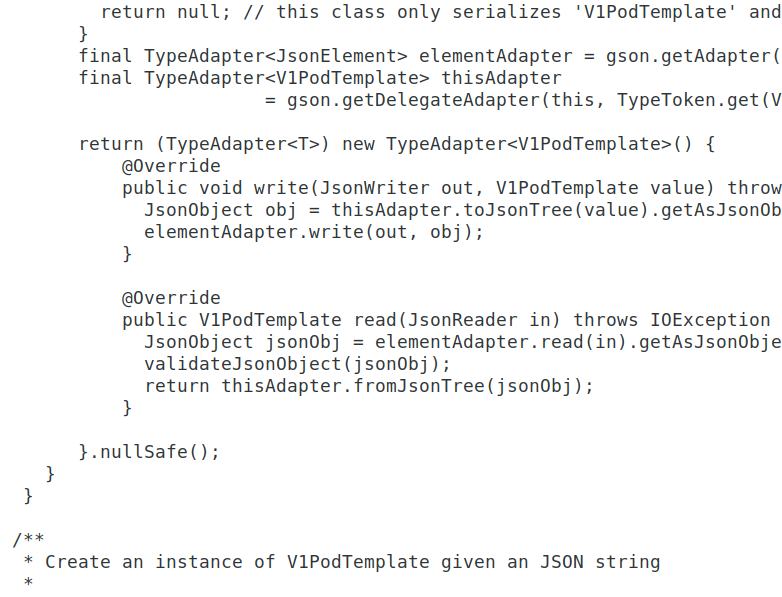 return null; // this class only serializes 'V1PodTemplate' and
}
final TypeAdapter<JsonElement> elementAdapter = gson.getAdapter(
final TypeAdapter<V1PodTemplate> thisAdapter
= gson.getDelegateAdapter(this, TypeToken.get(V
return (TypeAdapter<T>) new TypeAdapter<V1PodTemplate>() {
@Override
public void write(JsonWriter out, V1PodTemplate value) throw
JsonObject obj = thisAdapter.toJsonTree(value).getAsJsonOb
elementAdapter.write(out, obj);
}
@Override
public V1PodTemplate read(JsonReader in) throws IOException
JsonObject jsonObj = elementAdapter.read(in).getAsJsonObje
validateJsonObject(jsonObj);
return thisAdapter.fromJsonTree(jsonObj);
}
}.nullSafe();
}
}
/**
* Create an instance of V1PodTemplate given an JSON string
*